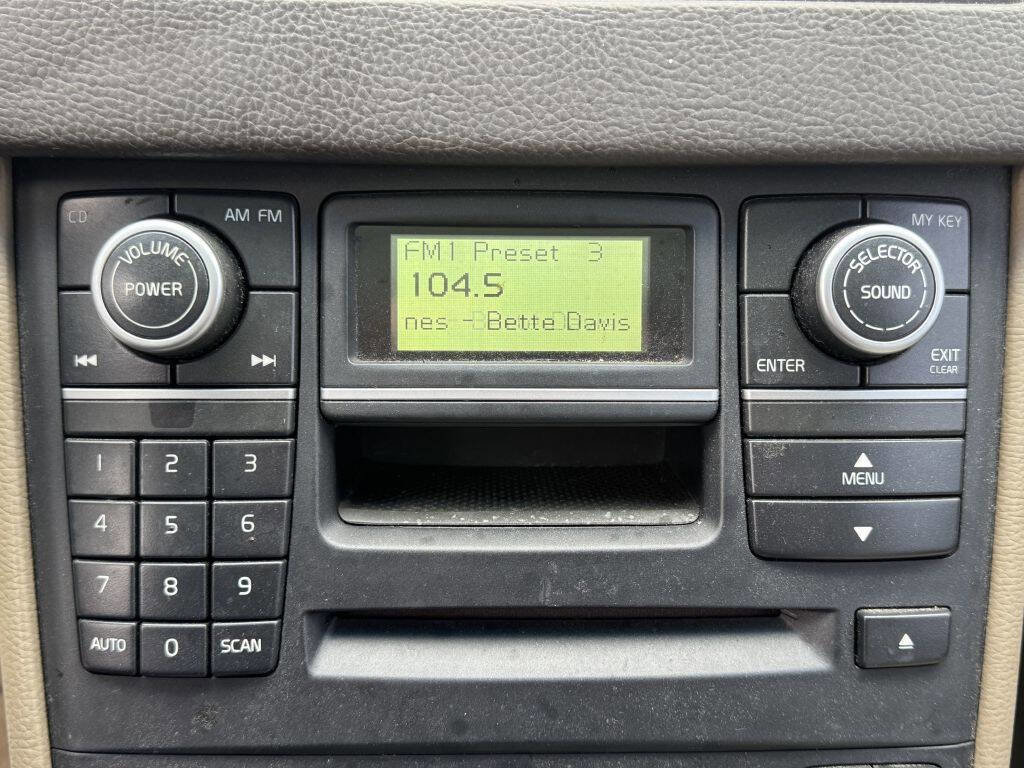 CD
AM FM
VOLUME
POWER
FM1 Preset 3
104.5
nes - Bette Davis
MY KEY
SELECTOR
SOUND
ENTER
EXIT
CLEAR
1 2 3
4 5 6
7 8 9
AUTO 0 SCAN
MENU